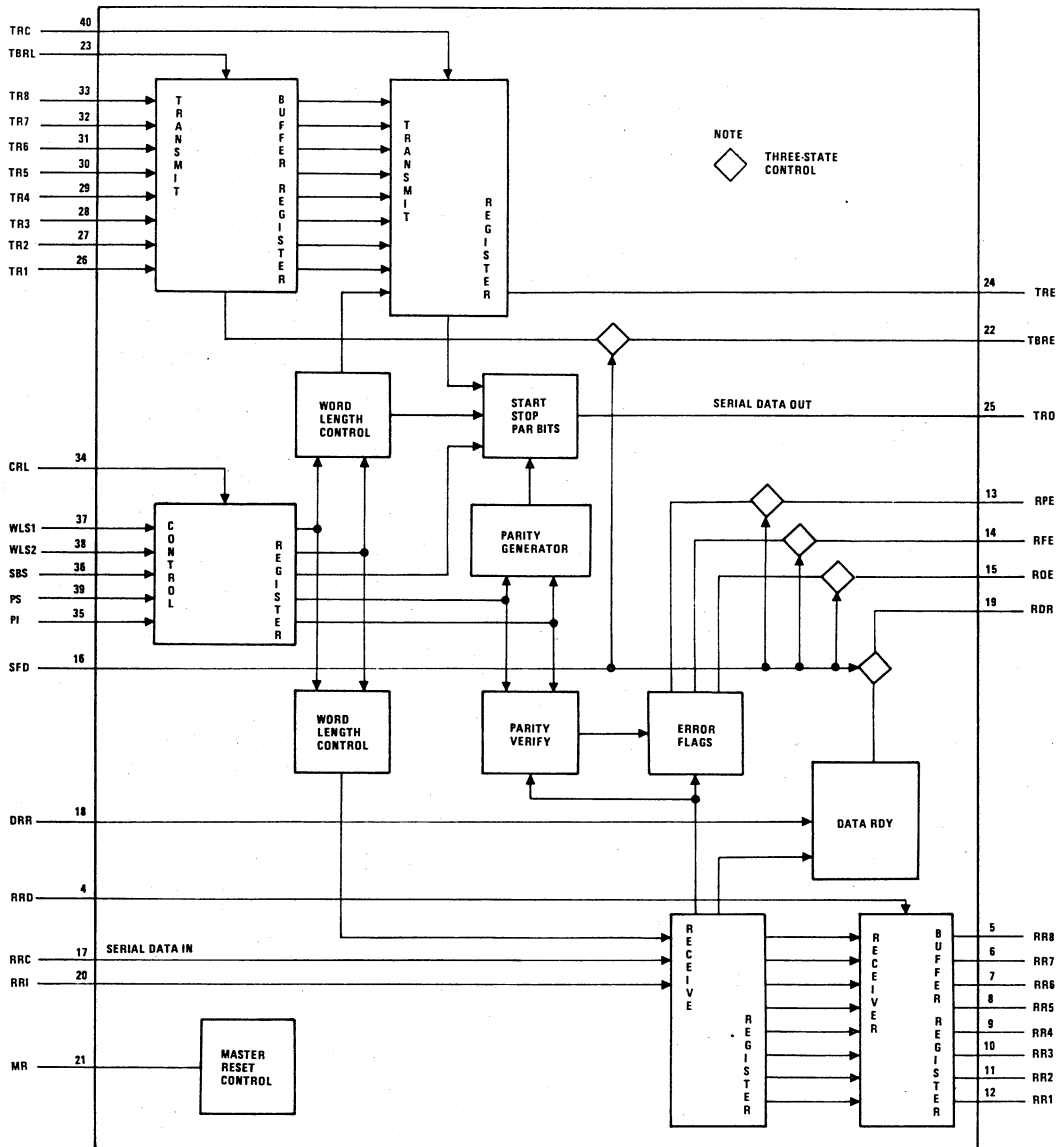 40
TRC
23
TBRL
33
TR8
32
TR7
31
TR6
30
TR5
29
TR4
28
TR3
27
TR2
26
TR1
TRANSMIT
BUFFER REGISTER
TRANSMIT
REGISTER
NOTE
THREE-STATE
CONTROL
24
TRE
22
TBRE
WORD
LENGTH
CONTROL
START
STOP
PAR BITS
SERIAL DATA OUT
25
TRO
34
CRL
37
WLS1
38
WLS2
36
SBS
39
PS
35
PI
CONTROL
REGISTER
PARITY
GENERATOR
13
RPE
14
RFE
15
ROE
19
RDR
16
SFD
WORD
LENGTH
CONTROL
PARITY
VERIFY
ERROR
FLAGS
18
DRR
DATA RDY
4
RRD
17
SERIAL DATA IN
RRC
20
RRI
RECEIVE
REGISTER
RECEIVER
BUFFER REGISTER
5
RR8
6
RR7
7
RR6
8
RR5
9
RR4
10
RR3
11
RR2
12
RR1
21
MR
MASTER
RESET
CONTROL